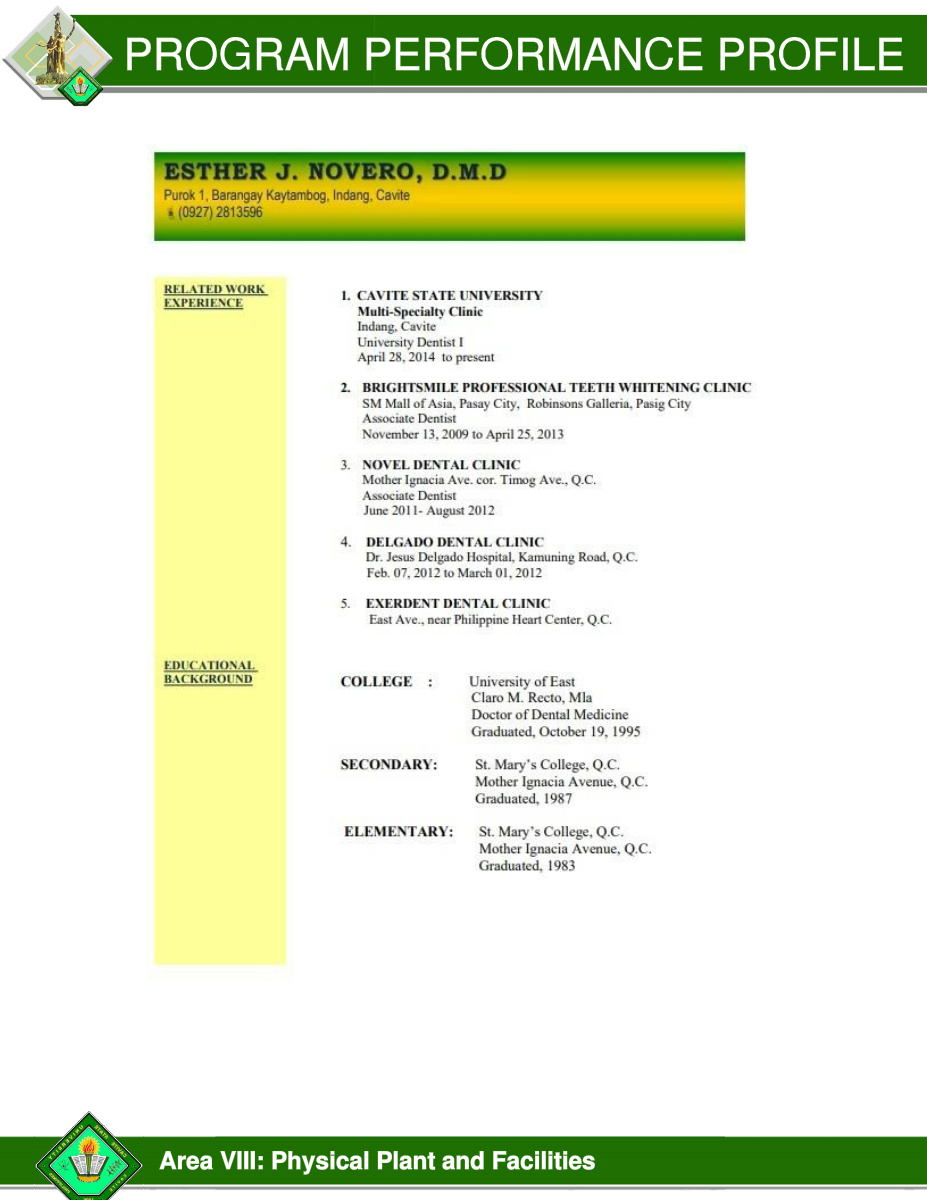 PROGRAM PERFORMANCE PROFILE
ESTHER J. NOVERO, D.M.D
Purok 1, Barangay Kaytambog, Indang, Cavite
(0927) 2813596
RELATED WORK
EXPERIENCE
1. CAVITE STATE UNIVERSITY
Multi-Specialty Clinic
Indang, Cavite
University Dentist I
April 28, 2014 to present
2. BRIGHTSMILE PROFESSIONAL TEETH WHITENING CLINIC
SM Mall of Asia, Pasay City, Robinsons Galleria, Pasig City
Associate Dentist
November 13, 2009 to April 25, 2013
3. NOVEL DENTAL CLINIC
Mother Ignacia Ave. cor. Timog Ave., Q.C.
Associate Dentist
June 2011- August 2012
4. DELGADO DENTAL CLINIC
Dr. Jesus Delgado Hospital, Kamuning Road, Q.C.
Feb. 07, 2012 to March 01, 2012
5. EXERDENT DENTAL CLINIC
East Ave., near Philippine Heart Center, Q.C.
EDUCATIONAL
BACKGROUND
COLLEGE : University of East
Claro M. Recto, Mla
Doctor of Dental Medicine
Graduated, October 19, 1995
SECONDARY: St. Mary's College, Q.C.
Mother Ignacia Avenue, Q.C.
Graduated, 1987
ELEMENTARY: St. Mary's College, Q.C.
Mother Ignacia Avenue, Q.C.
Graduated, 1983
Area VIII: Physical Plant and Facilities